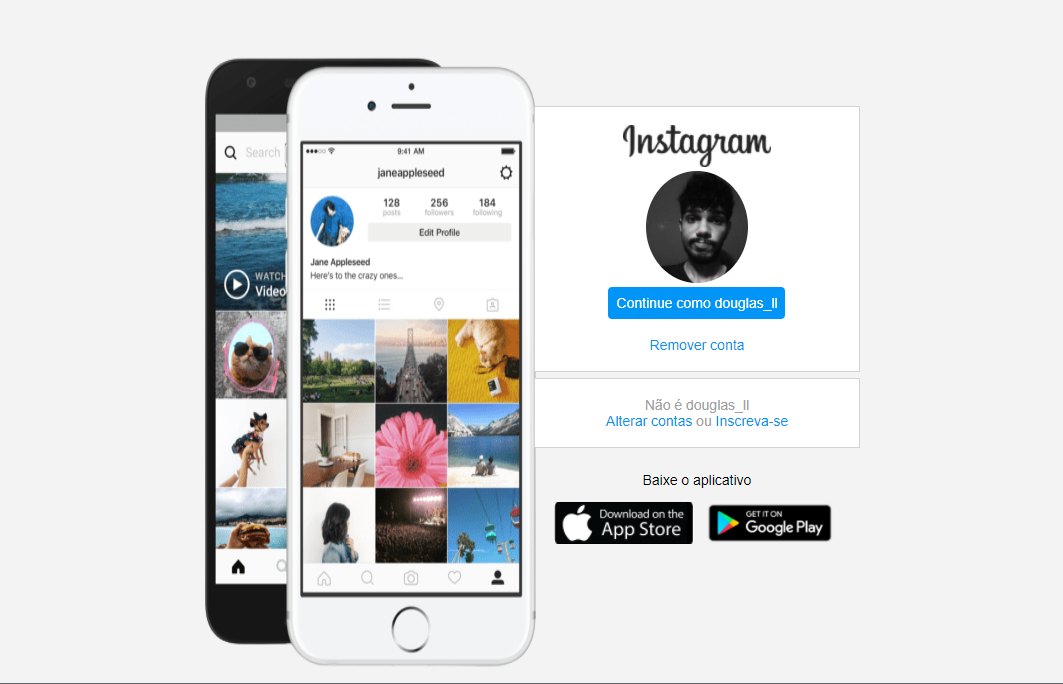 Search
WATCH
Video
9:41 AM
janeappleseed
128
posts
256
followers
184
following
Edit Profile
Jane Appleseed
Here's to the crazy ones...
Instagram
Continue como douglas_ll
Remover conta
Não é douglas_ll
Alterar contas ou Inscreva-se
Baixe o aplicativo
Download on the
App Store
GET IT ON
Google Play